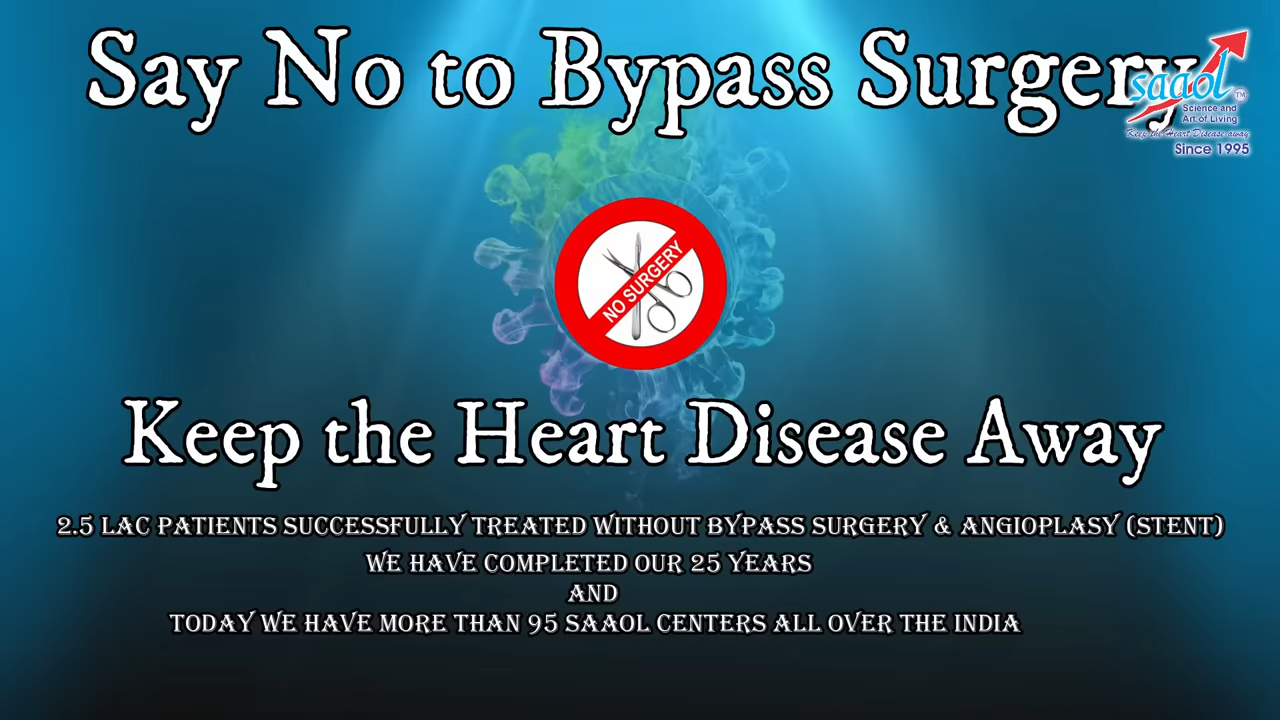 Say No to Bypass Surgery
saaol TM
Science and
Art of Living
Keep the Heart Disease away
Since 1995
NO SURGERY
Keep the Heart Disease Away
2.5 LAC PATIENTS SUCCESSFULLY TREATED WITHOUT BYPASS SURGERY & ANGIOPLASY (STENT)
WE HAVE COMPLETED OUR 25 YEARS
AND
TODAY WE HAVE MORE THAN 95 SAAOL CENTERS ALL OVER THE INDIA